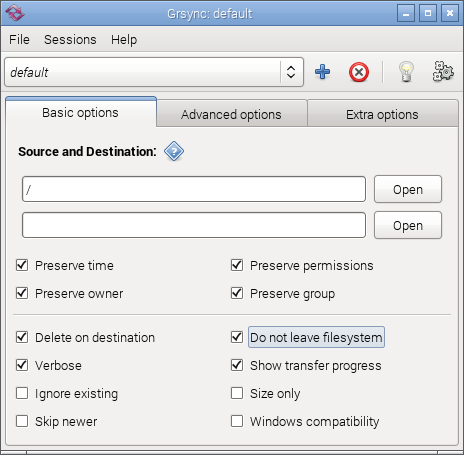 Grsync: default
File Sessions Help
default
Basic options Advanced options Extra options
Source and Destination: ?
/ Open
Open
Preserve time Preserve permissions
Preserve owner Preserve group
Delete on destination Do not leave filesystem
Verbose Show transfer progress
Ignore existing Size only
Skip newer Windows compatibility